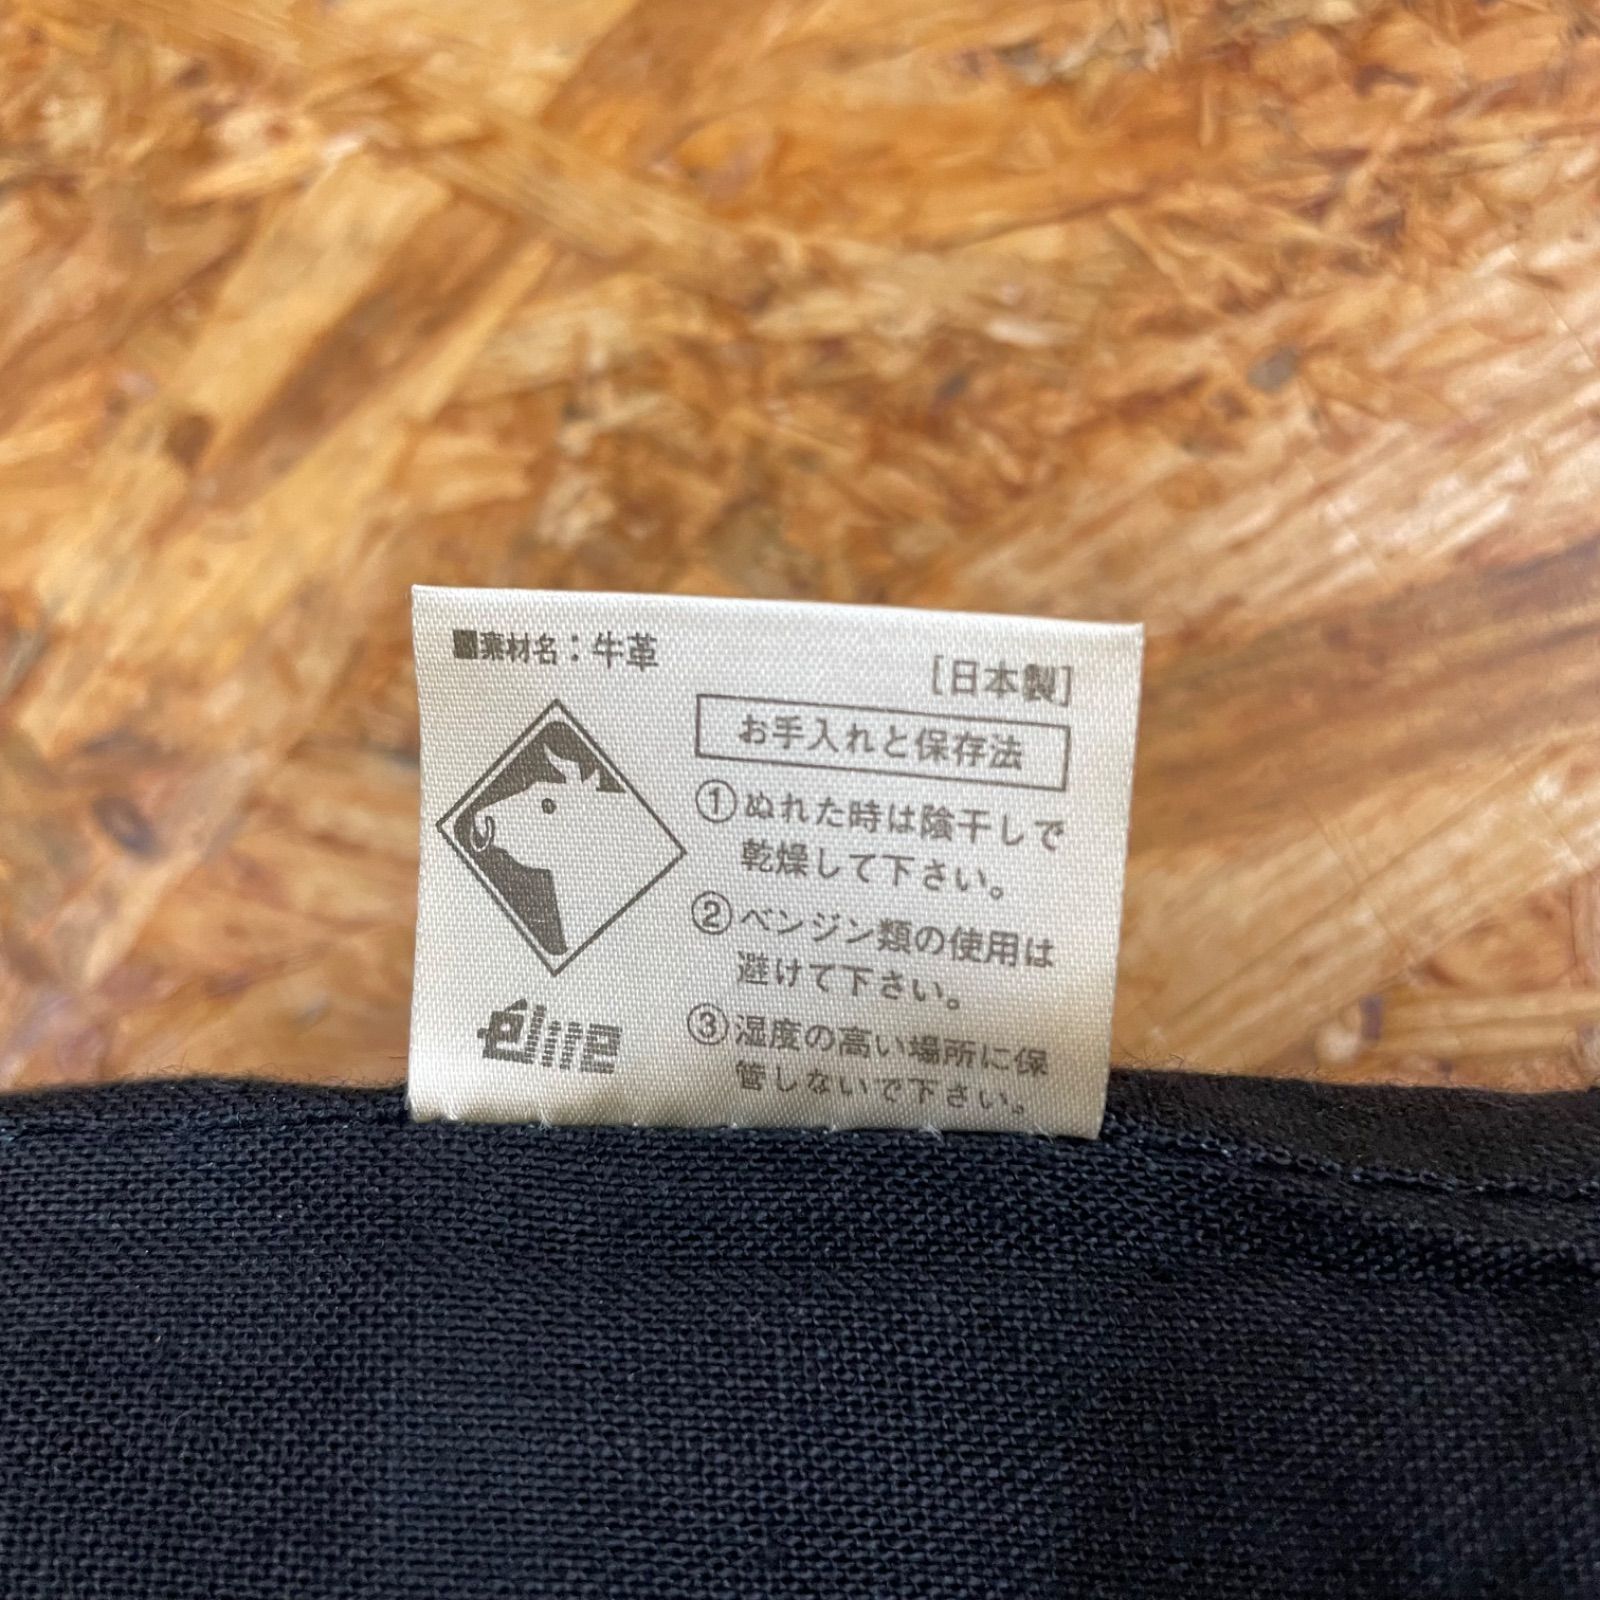 ■素材名：牛革
[日本製]
お手入れと保存法
①ぬれた時は陰干しで
乾燥して下さい。
②ベンジン類の使用は
避けて下さい。
③湿度の高い場所に保
管しないで下さい。
élite